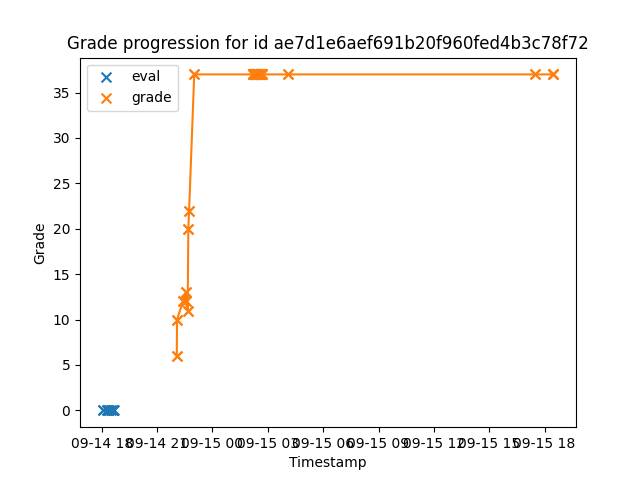 Grade progression for id ae7d1e6aef691b20f960fed4b3c78f72
eval
grade
Grade
35
30
25
20
15
10
5
0
09-14 18 09-14 21 09-15 00 09-15 03 09-15 06 09-15 09 09-15 12 09-15 15 09-15 18
Timestamp